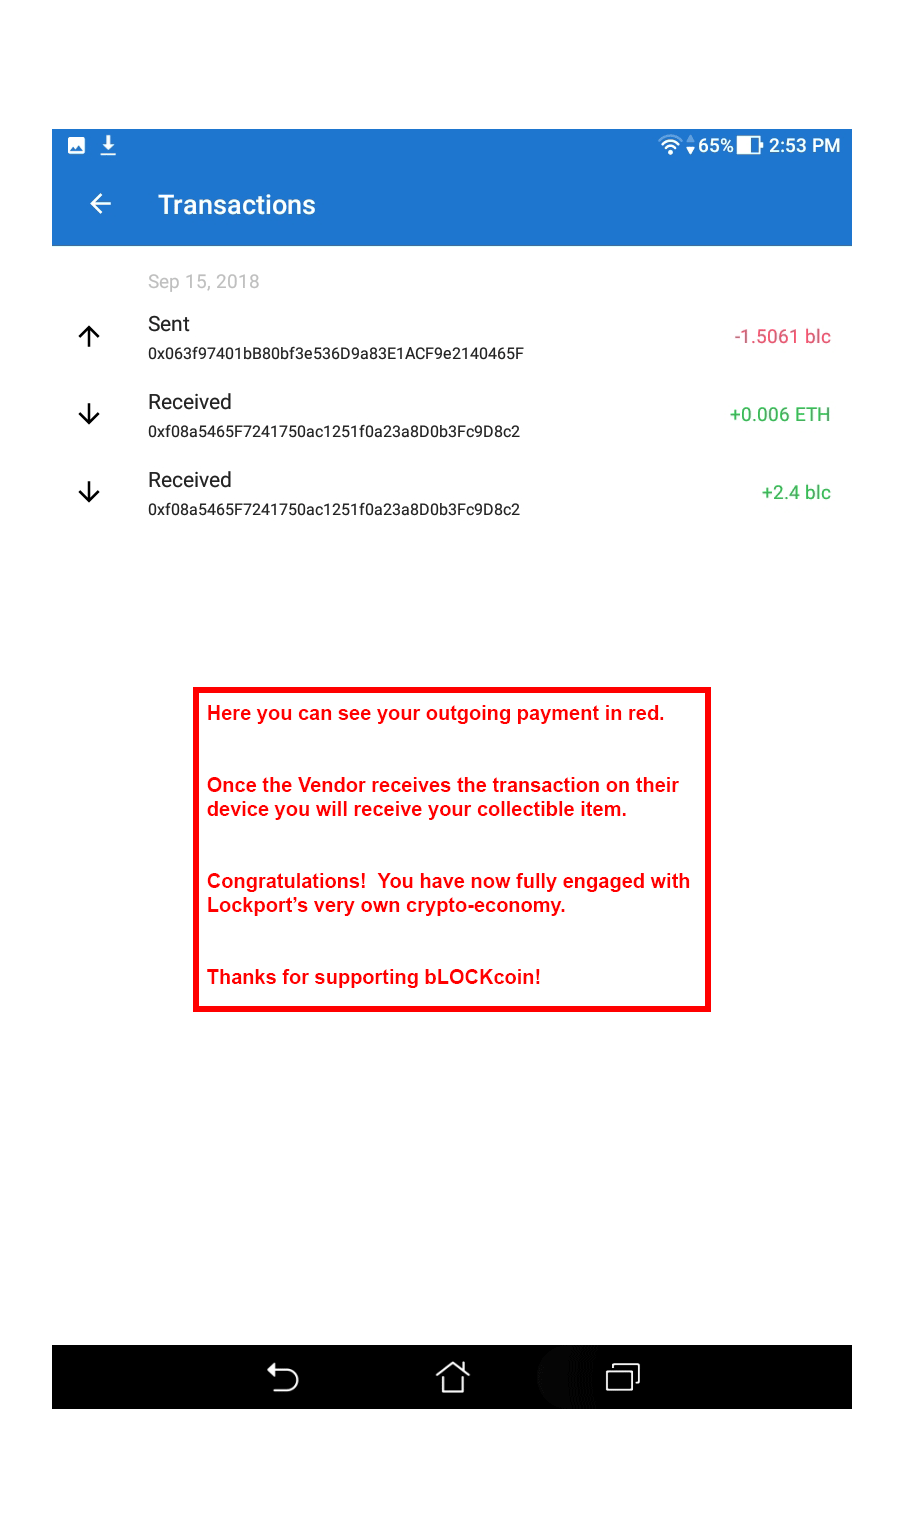 65% 2:53 PM
Transactions
Sep 15, 2018
Sent
-1.5061 blc
0x063f97401bB80bf3e536D9a83E1ACF9e2140465F
Received
+0.006 ETH
0xf08a5465F7241750ac1251f0a23a8D0b3Fc9D8c2
Received
+2.4 blc
0xf08a5465F7241750ac1251f0a23a8D0b3Fc9D8c2
Here you can see your outgoing payment in red.
Once the Vendor receives the transaction on their
device you will receive your collectible item.
Congratulations!  You have now fully engaged with
Lockport’s very own crypto-economy.
Thanks for supporting bLOCKcoin!